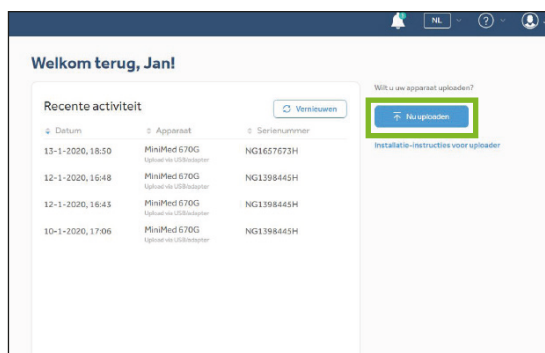 NL
Welkom terug, Jan!
Wilt u uw apparaat uploaden?
Recente activiteit
Vernieuwen
Nu uploaden
Installatie-instructies voor uploader
Datum Apparaat Serienummer
13-1-2020, 18:50 MiniMed 670G NG1657673H
Upload via USB/adapter
12-1-2020, 16:48 MiniMed 670G NG1398445H
Upload via USB/adapter
12-1-2020, 16:43 MiniMed 670G NG1398445H
Upload via USB/adapter
10-1-2020, 17:06 MiniMed 670G NG1398445H
Upload via USB/adapter